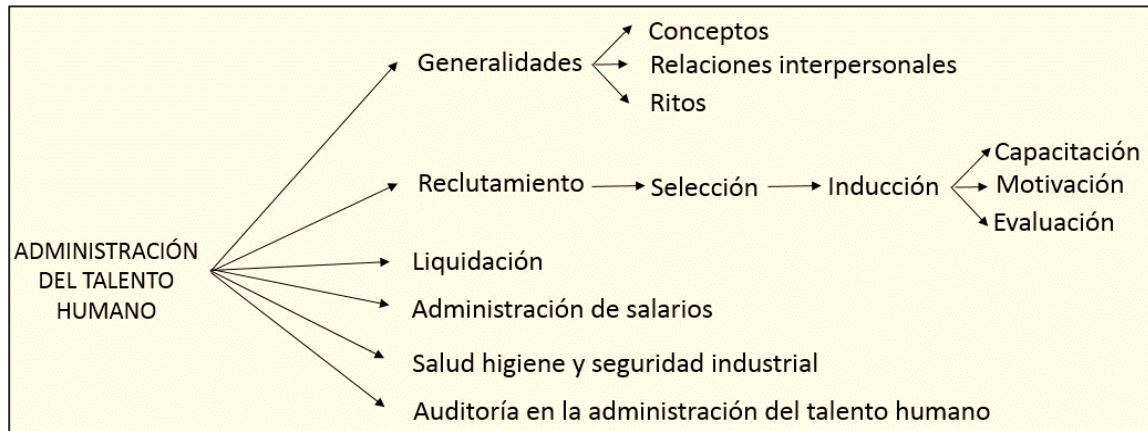 Conceptos
Generalidades
Relaciones interpersonales
Ritos
Capacitación
Reclutamiento
Selección
Inducción
Motivación
Evaluación
ADMINISTRACIÓN
DEL TALENTO
HUMANO
Liquidación
Administración de salarios
Salud higiene y seguridad industrial
Auditoría en la administración del talento humano